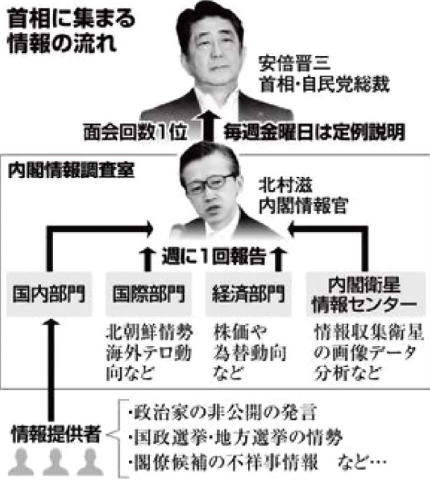 首相に集まる
情報の流れ
安倍晋三
首相・自民党総裁
面会回数1位
毎週金曜日は定例説明
内閣情報調査室
北村滋
内閣情報官
週に1回報告
国内部門
国際部門
経済部門
内閣衛星
情報センター
北朝鮮情勢
海外テロ動
向など
株価や
為替動向
など
情報収集衛星
の画像データ
分析など
情報提供者
・政治家の非公開の発言
・国政選挙・地方選挙の情勢
・閣僚候補の不祥事情報 など…